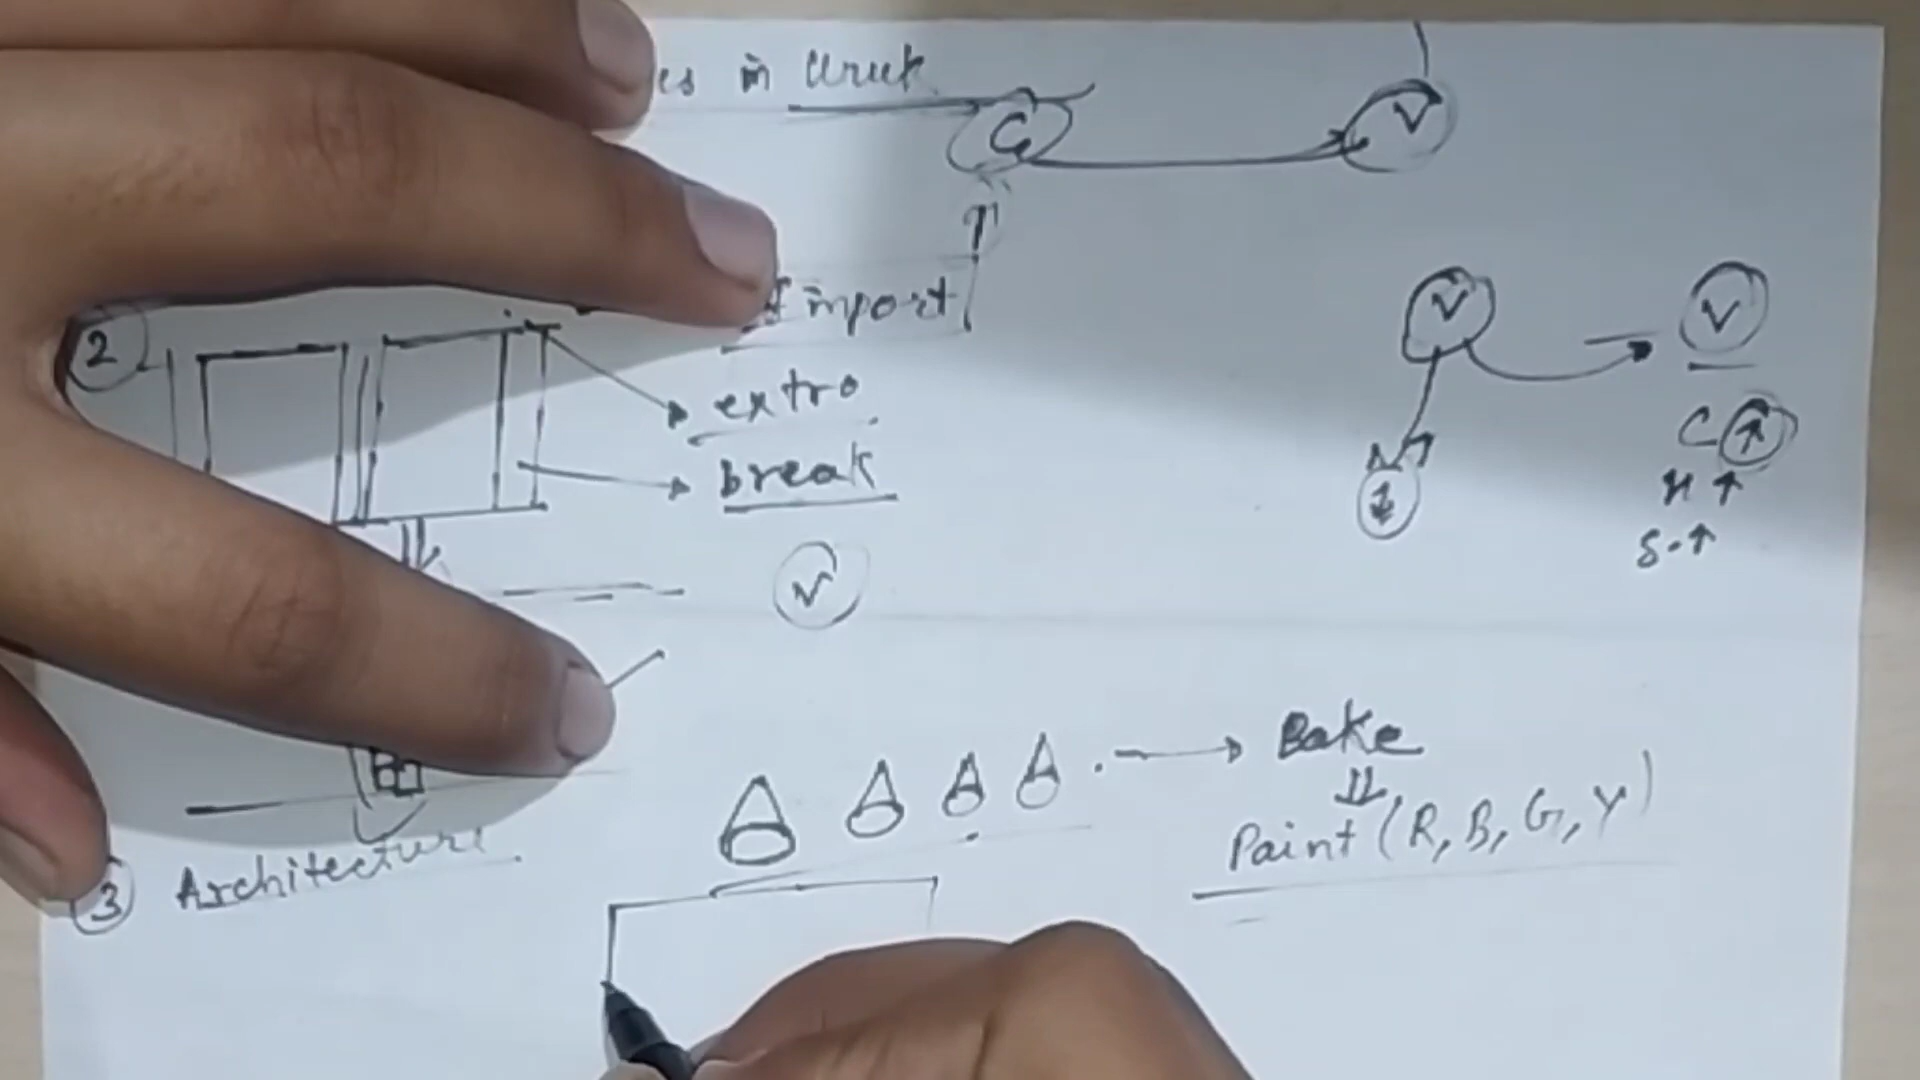 es in Uruk
C
V
import
V
V
2
extra
break
C ↑
H ↑
S. ↑
V
Bake
Paint (R, B, G, Y)
3 Architecture.